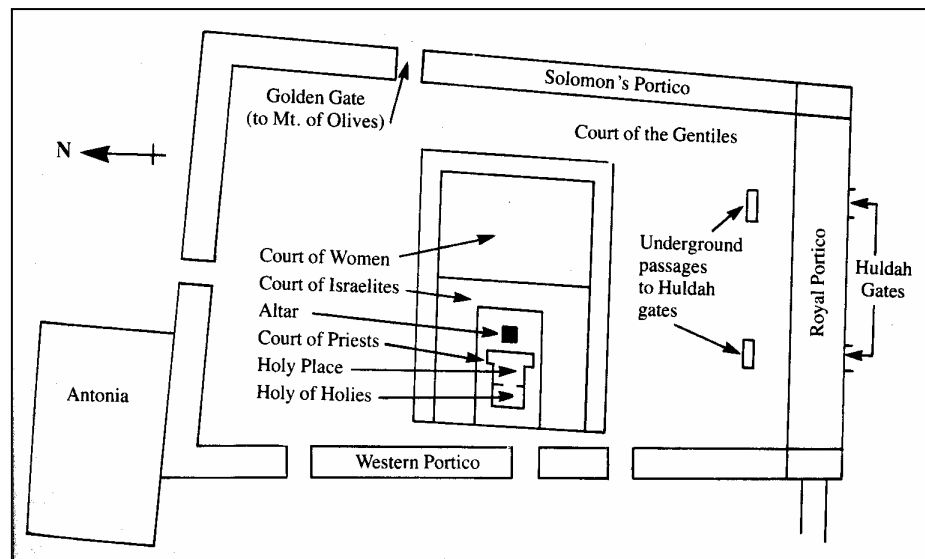 Solomon's Portico
Golden Gate
(to Mt. of Olives)
Court of the Gentiles
N
Court of Women
Court of Israelites
Altar
Court of Priests
Holy Place
Holy of Holies
Underground
passages
to Huldah
gates
Royal Portico
Huldah
Gates
Antonia
Western Portico